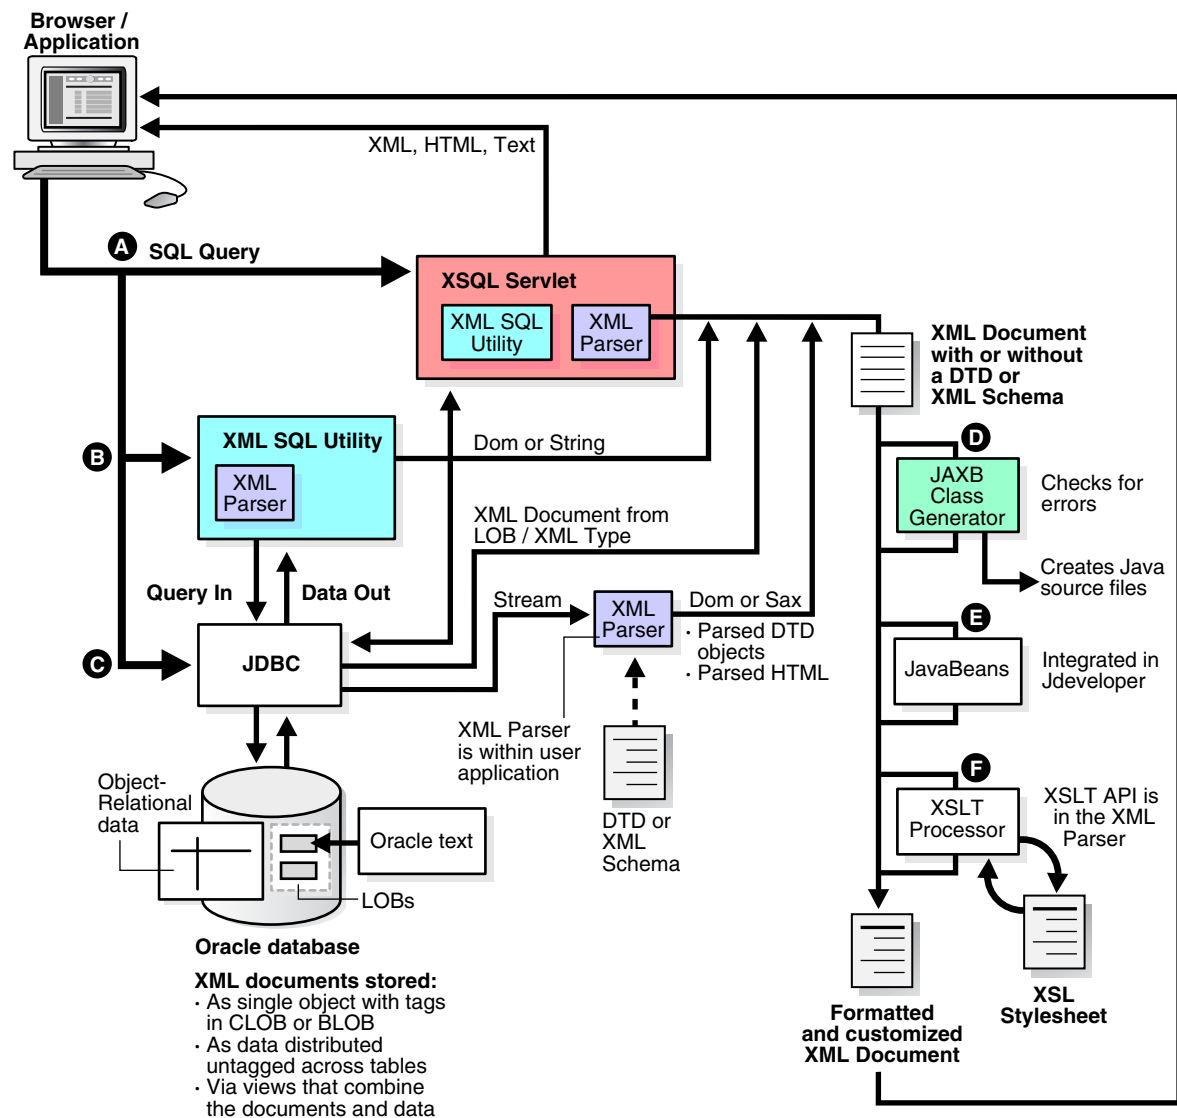 Browser /
Application
XML, HTML, Text
A
SQL Query
XSQL Servlet
XML SQL
Utility
XML
Parser
XML Document
with or without
a DTD or
XML Schema
B
XML SQL Utility
XML
Parser
Dom or String
D
JAXB
Class
Generator
Checks for
errors
Creates Java
source files
XML Document from
LOB / XML Type
Query In
Data Out
Stream
XML
Parser
Dom or Sax
· Parsed DTD
objects
· Parsed HTML
C
JDBC
E
JavaBeans
Integrated in
Jdeveloper
XML Parser
is within user
application
DTD or
XML
Schema
F
XSLT
Processor
XSLT API is
in the XML
Parser
Object-
Relational
data
Oracle text
LOBs
Oracle database
XML documents stored:
· As single object with tags
in CLOB or BLOB
· As data distributed
untagged across tables
· Via views that combine
the documents and data
Formatted
and customized
XML Document
XSL
Stylesheet